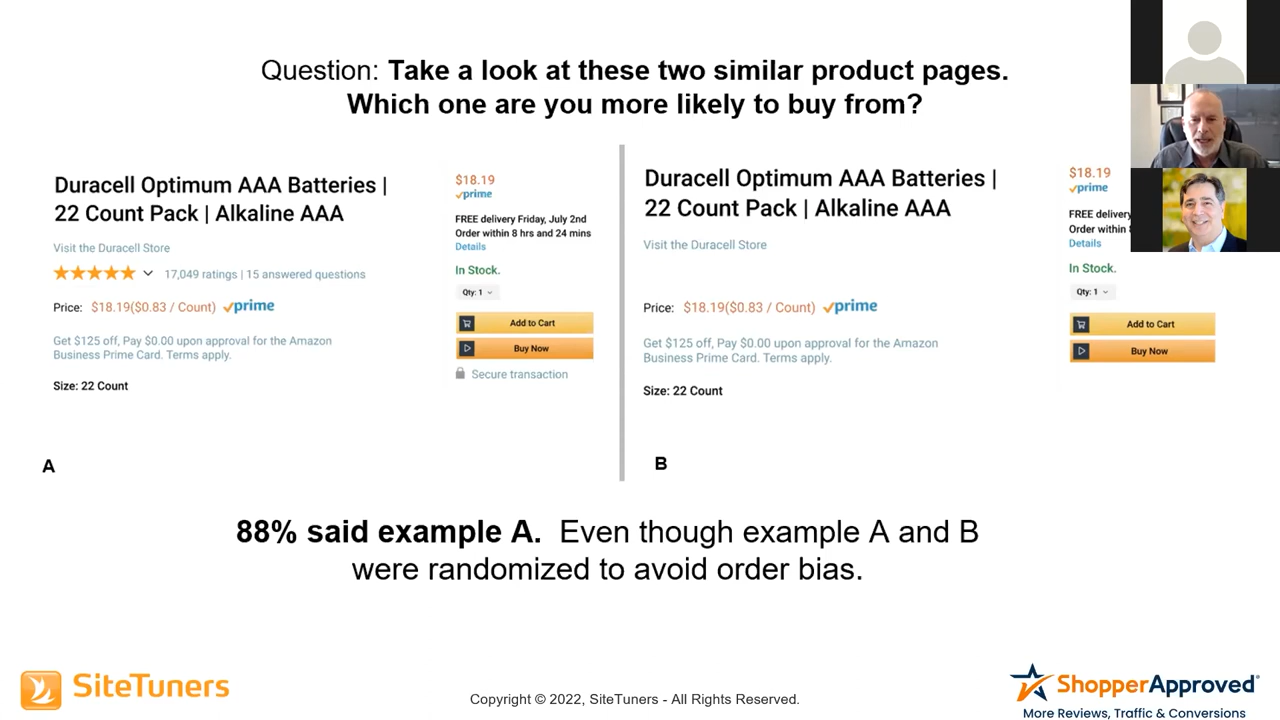 Question: Take a look at these two similar product pages.
Which one are you more likely to buy from?
Duracell Optimum AAA Batteries |
22 Count Pack | Alkaline AAA
Visit the Duracell Store
17,049 ratings | 15 answered questions
Price: $18.19($0.83 / Count) prime
Get $125 off, Pay $0.00 upon approval for the Amazon
Business Prime Card. Terms apply.
Size: 22 Count
$18.19
prime
FREE delivery Friday, July 2nd
Order within 8 hrs and 24 mins
Details
In Stock.
Qty: 1
Add to Cart
Buy Now
Secure transaction
A
Duracell Optimum AAA Batteries |
22 Count Pack | Alkaline AAA
Visit the Duracell Store
Price: $18.19($0.83 / Count) prime
Get $125 off, Pay $0.00 upon approval for the Amazon
Business Prime Card. Terms apply.
Size: 22 Count
$18.19
prime
FREE delivery
Order within
Details
In Stock.
Qty: 1
Add to Cart
Buy Now
B
88% said example A. Even though example A and B
were randomized to avoid order bias.
SiteTuners
Copyright © 2022, SiteTuners - All Rights Reserved.
ShopperApproved
More Reviews, Traffic & Conversions